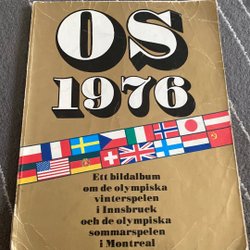 OS
1976
Ett bildalbum
om de olympiska
vinterspelen
i Innsbruck
och de olympiska
sommarspelen
i Montreal